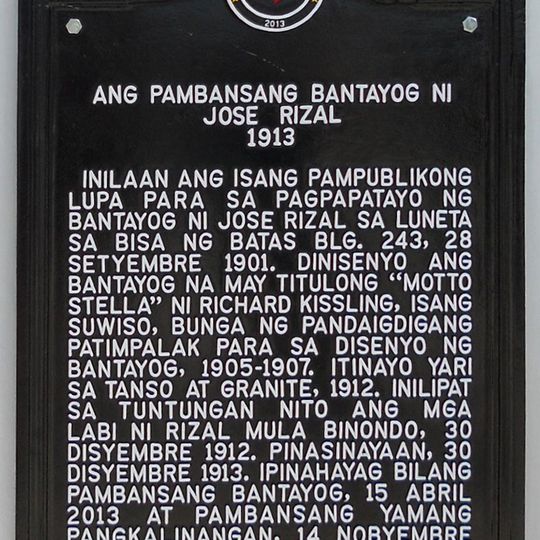 2013
ANG PAMBANSANG BANTAYOG NI
JOSE RIZAL
1913
INILAAN ANG ISANG PAMPUBLIKONG
LUPA PARA SA PAGPAPATAYO NG
BANTAYOG NI JOSE RIZAL SA LUNETA
SA BISA NG BATAS BLG. 243, 28
SETYEMBRE 1901. DINISENYO ANG
BANTAYOG NA MAY TITULONG “MOTTO
STELLA” NI RICHARD KISSLING, ISANG
SUWISO, BUNGA NG PANDAIGDIGANG
PATIMPALAK PARA SA DISENYO NG
BANTAYOG, 1905-1907. ITINAYO YARI
SA TANSO AT GRANITE, 1912. INILIPAT
SA TUNTUNGAN NITO ANG MGA
LABI NI RIZAL MULA BINONDO, 30
DISYEMBRE 1912. PINASINAYAAN, 30
DISYEMBRE 1913. IPINAHAYAG BILANG
PAMBANSANG BANTAYOG, 15 ABRIL
2013 AT PAMBANSANG YAMANG
PANGKALINANGAN, 14 NOBYEMBRE